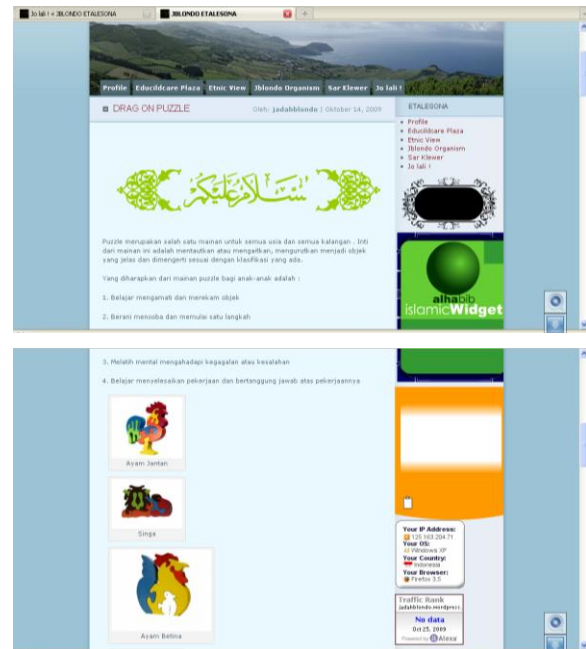 Jo lali ! « JBLONDO ETALESONA
JBLONDO ETALESONA
Profile Educildcare Plaza Etnic View Jblondo Organism Sar Klewer Jo lali !
DRAG ON PUZZLE
Oleh: jadabblondo | Oktober 14, 2009
Puzzle merupakan salah satu mainan untuk semua usia dan semua kalangan . Inti
dari mainan ini adalah mentautkan atau mengaitkan, mengurutkan menjadi objek
yang jelas dan dimengerti sesuai dengan klasfikasi yang ada.
Yang diharapkan dari mainan puzzle bagi anak-anak adalah :
1. Belajar mengamati dan merekam objek
2. Berani mencoba dan memulai satu langkah
ETALESONA
Profile
Educildcare Plaza
Etnic View
Jblondo Organism
Sar Klewer
Jo lali !
alhabib
islamicWidget
3. Melatih mental mengahadapi kegagalan atau kesalahan
4. Belajar menyelesaikan pekerjaan dan bertanggung jawab atas pekerjaannya
Ayam Jantan
Singa
Ayam Betina
Your IP Address:
125.163.204.71
Your OS:
Windows XP
Your Country:
Indonesia
Your Browser:
Firefox 3.5
Traffic Rank
jadabblondo.wordpress.
No data
Oct 25, 2009
Powered by Alexa